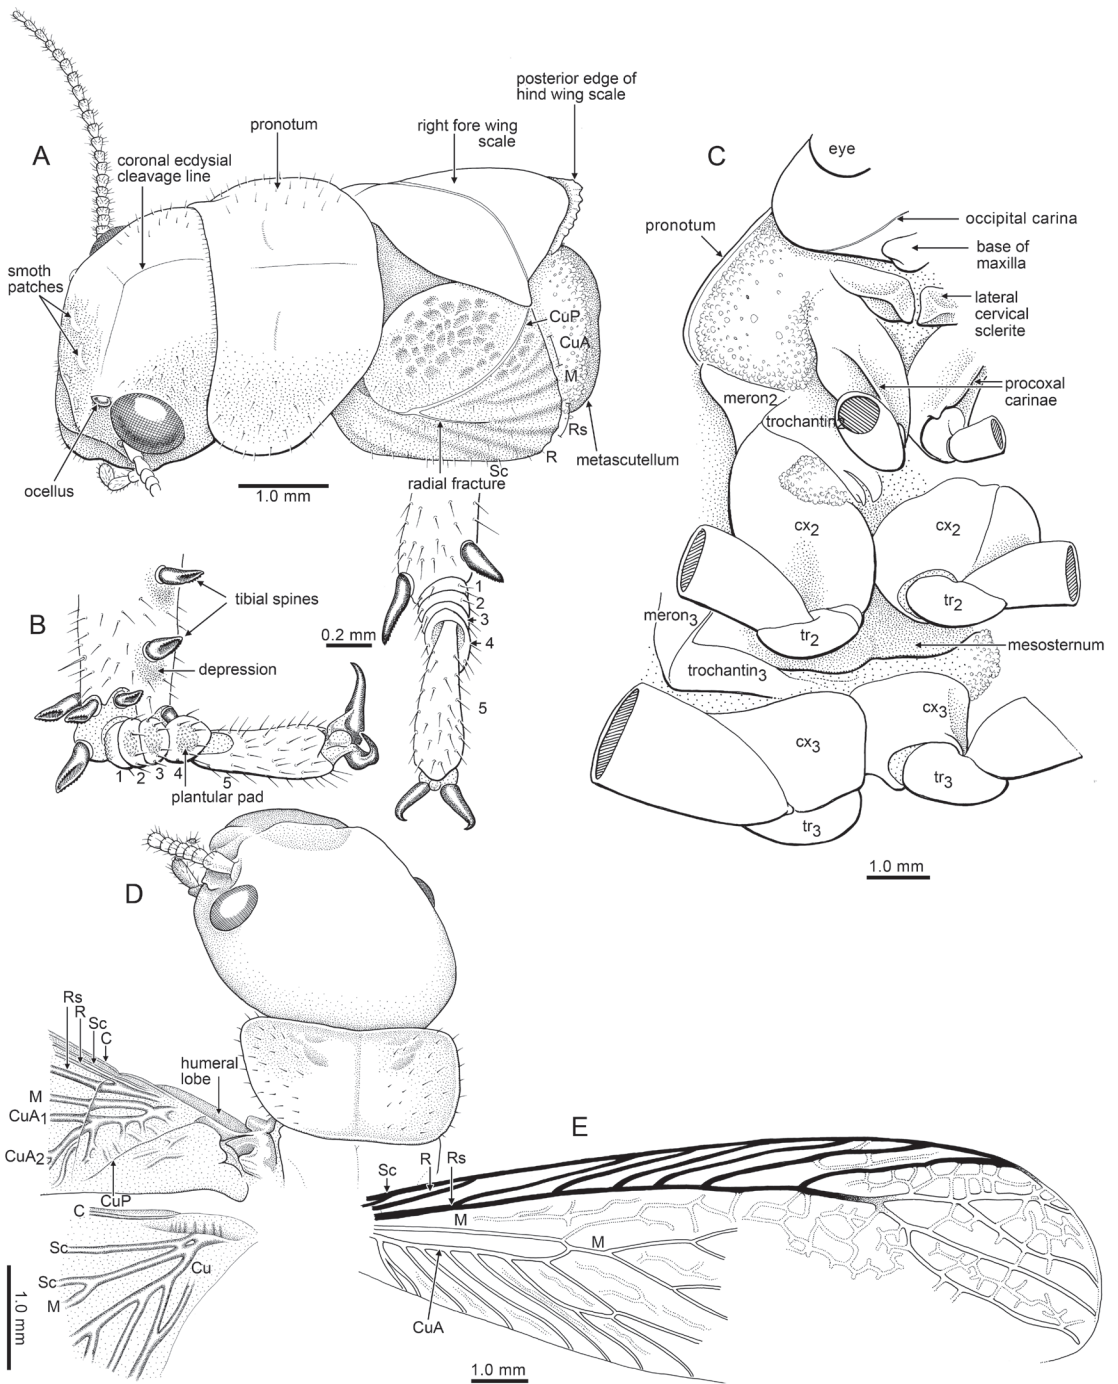 A
coronal ecdysial
cleavage line
pronotum
right fore wing
scale
posterior edge of
hind wing scale
smoth
patches
ocellus
1.0 mm
CuP
CuA
M
Rs
R
Sc
metascutellum
radial fracture
B
tibial spines
depression
0.2 mm
1
2
3
4
5
plantular pad
1
2
3
4
5
C
eye
pronotum
occipital carina
base of
maxilla
lateral
cervical
sclerite
procoxal
carinae
meron2
trochantin2
cx2
cx2
tr2
tr2
meron3
mesosternum
trochantin3
cx3
cx3
tr3
tr3
1.0 mm
D
Rs
R
Sc
C
humeral
lobe
M
CuA1
CuA2
CuP
C
Sc
Cu
Sc
M
1.0 mm
E
Sc
R
Rs
M
M
CuA
1.0 mm